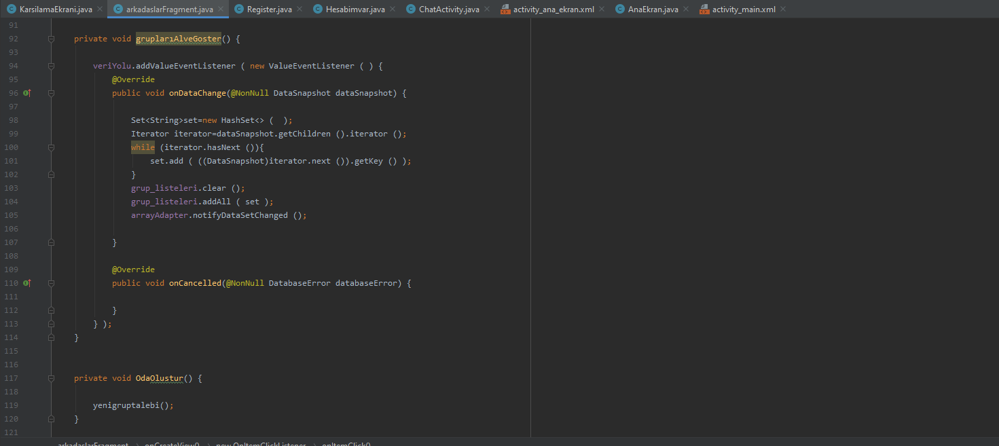 KarsilamaEkrani.java arkadaslarFragment.java Register.java Hesabimvar.java ChatActivity.java activity_ana_ekran.xml AnaEkran.java activity_main.xml
91
92 private void gruplarıAlveGoster() {
93
94 veriYolu.addValueEventListener ( new ValueEventListener ( ) {
95 @Override
96 public void onDataChange(@NonNull DataSnapshot dataSnapshot) {
97
98 Set<String>set=new HashSet<> (  );
99 Iterator iterator=dataSnapshot.getChildren ().iterator ();
100 while (iterator.hasNext ()){
101 set.add ( ((DataSnapshot)iterator.next ()).getKey () );
102 }
103 grup_listeleri.clear ();
104 grup_listeleri.addAll ( set );
105 arrayAdapter.notifyDataSetChanged ();
106
107 }
108
109 @Override
110 public void onCancelled(@NonNull DatabaseError databaseError) {
111
112 }
113 } );
114 }
115
116
117 private void OdaOlustur() {
118
119 yenigruptalebi();
120 }
121
arkadaslarFragment > onCreateView() > new OnItemClickListener > onItemClick()